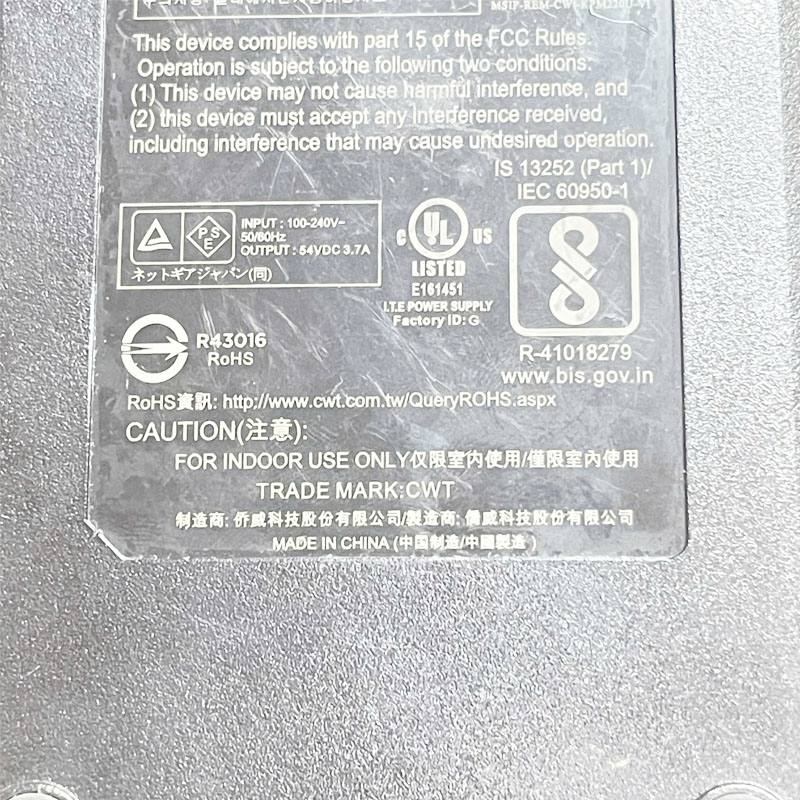 MSIP-REM-CWT-KPM220U-VI
This device complies with part 15 of the FCC Rules.
Operation is subject to the following two conditions:
(1) This device may not cause harmful interference, and
(2) this device must accept any interference received,
including interference that may cause undesired operation.
IS 13252 (Part 1)/
IEC 60950-1
PSE
INPUT : 100-240V~
50/60Hz
OUTPUT : 54VDC 3.7A
ネットギアジャパン(同)
c UL US
LISTED
E161451
I.T.E POWER SUPPLY
Factory ID: G
R-41018279
www.bis.gov.in
R43016
RoHS
RoHS資訊: http://www.cwt.com.tw/QueryROHS.aspx
CAUTION(注意):
FOR INDOOR USE ONLY仅限室内使用/僅限室內使用
TRADE MARK:CWT
制造商: 侨威科技股份有限公司/製造商: 僑威科技股份有限公司
MADE IN CHINA (中国制造/中國製造 )